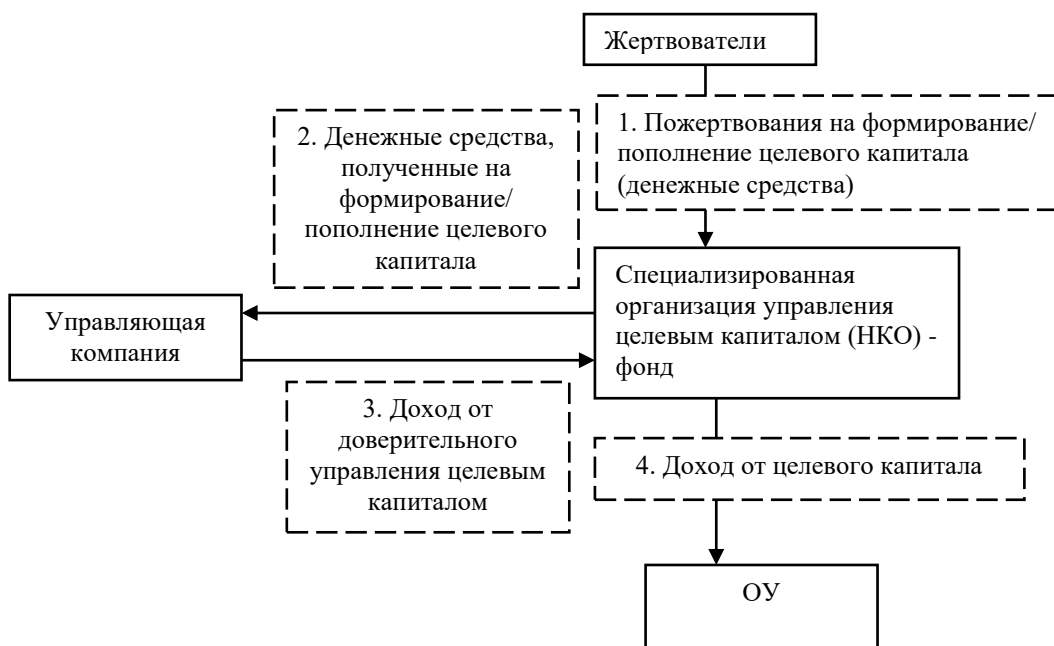 Жертвователи
1. Пожертвования на формирование/
пополнение целевого капитала
(денежные средства)
2. Денежные средства,
полученные на
формирование/
пополнение целевого
капитала
Специализированная
организация управления
целевым капиталом (НКО) -
фонд
Управляющая
компания
3. Доход от
доверительного
управления целевым
капиталом
4. Доход от целевого капитала
ОУ